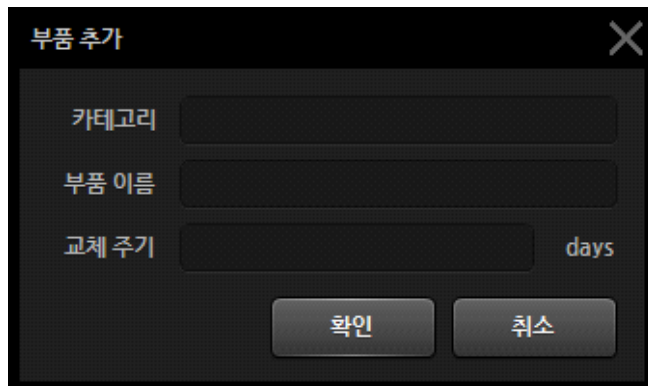 부품 추가
카테고리
부품 이름
교체 주기 days
확인 취소